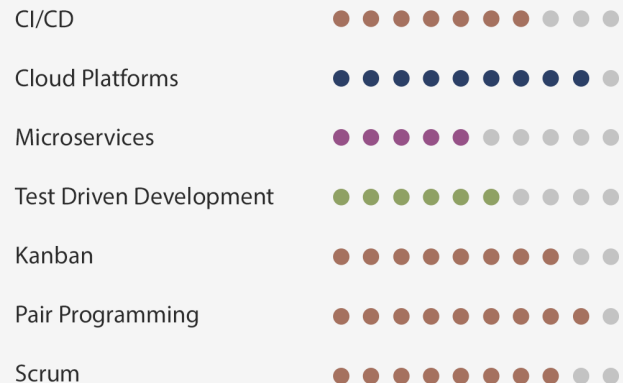 CI/CD
Cloud Platforms
Microservices
Test Driven Development
Kanban
Pair Programming
Scrum